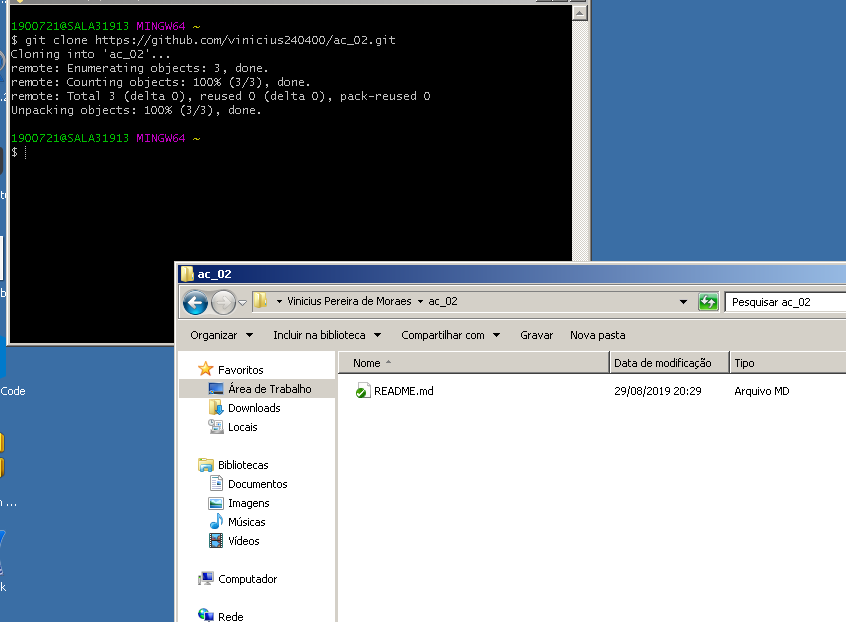 1900721@SALA31913 MINGW64 ~
$ git clone https://github.com/vinicius240400/ac_02.git
Cloning into 'ac_02'...
remote: Enumerating objects: 3, done.
remote: Counting objects: 100% (3/3), done.
remote: Total 3 (delta 0), reused 0 (delta 0), pack-reused 0
Unpacking objects: 100% (3/3), done.
1900721@SALA31913 MINGW64 ~
$
Code
ac_02
Vinicius Pereira de Moraes ac_02
Pesquisar ac_02
Organizar Incluir na biblioteca Compartilhar com Gravar Nova pasta
Nome Data de modificação Tipo
README.md 29/08/2019 20:29 Arquivo MD
Favoritos
Área de Trabalho
Downloads
Locais
Bibliotecas
Documentos
Imagens
Músicas
Vídeos
Computador
Rede